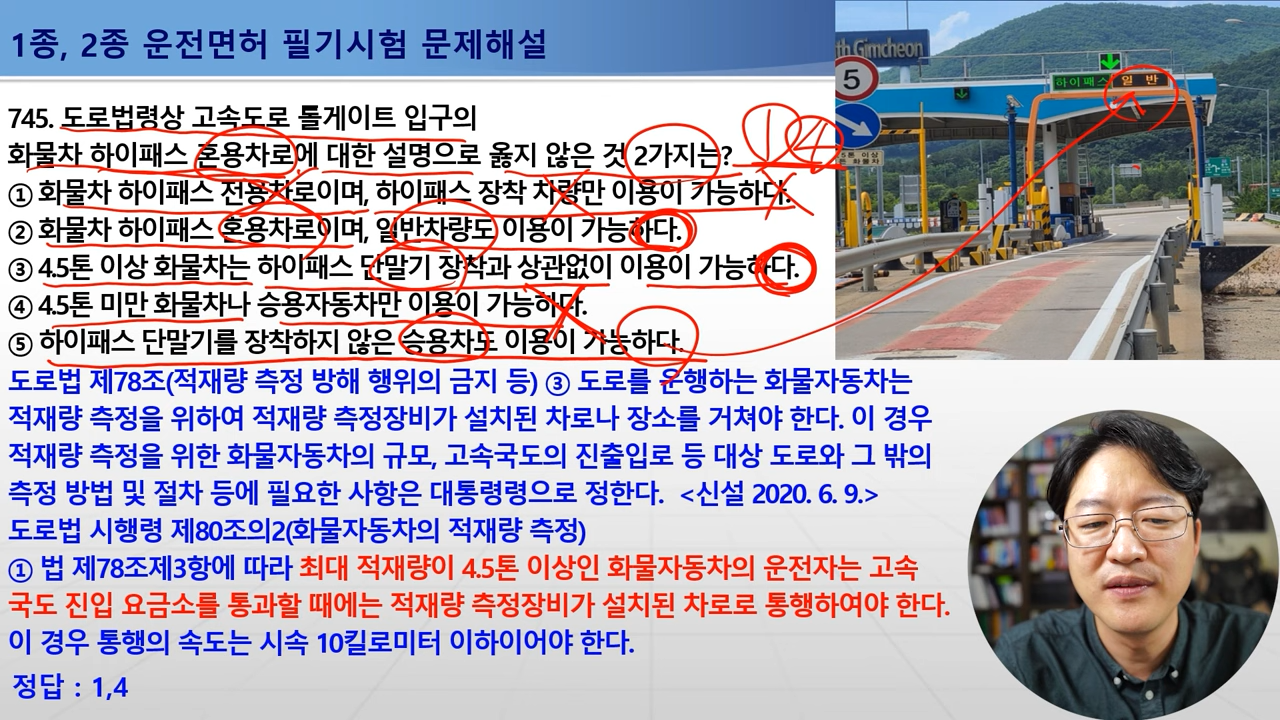 1종, 2종 운전면허 필기시험 문제해설
745. 도로법령상 고속도로 톨게이트 입구의
화물차 하이패스 혼용차로에 대한 설명으로 옳지 않은 것 2가지는?
① 화물차 하이패스 전용차로이며, 하이패스 장착 차량만 이용이 가능하다.
② 화물차 하이패스 혼용차로이며, 일반차량도 이용이 가능하다.
③ 4.5톤 이상 화물차는 하이패스 단말기 장착과 상관없이 이용이 가능하다.
④ 4.5톤 미만 화물차나 승용자동차만 이용이 가능하다.
⑤ 하이패스 단말기를 장착하지 않은 승용차도 이용이 가능하다.
도로법 제78조(적재량 측정 방해 행위의 금지 등) ③ 도로를 운행하는 화물자동차는
적재량 측정을 위하여 적재량 측정장비가 설치된 차로나 장소를 거쳐야 한다. 이 경우
적재량 측정을 위한 화물자동차의 규모, 고속국도의 진출입로 등 대상 도로와 그 밖의
측정 방법 및 절차 등에 필요한 사항은 대통령령으로 정한다. <신설 2020. 6. 9.>
도로법 시행령 제80조의2(화물자동차의 적재량 측정)
① 법 제78조제3항에 따라 최대 적재량이 4.5톤 이상인 화물자동차의 운전자는 고속
국도 진입 요금소를 통과할 때에는 적재량 측정장비가 설치된 차로로 통행하여야 한다.
이 경우 통행의 속도는 시속 10킬로미터 이하이어야 한다.
정답 : 1,4
th Gimcheon
5
하이패스 일반
1 4